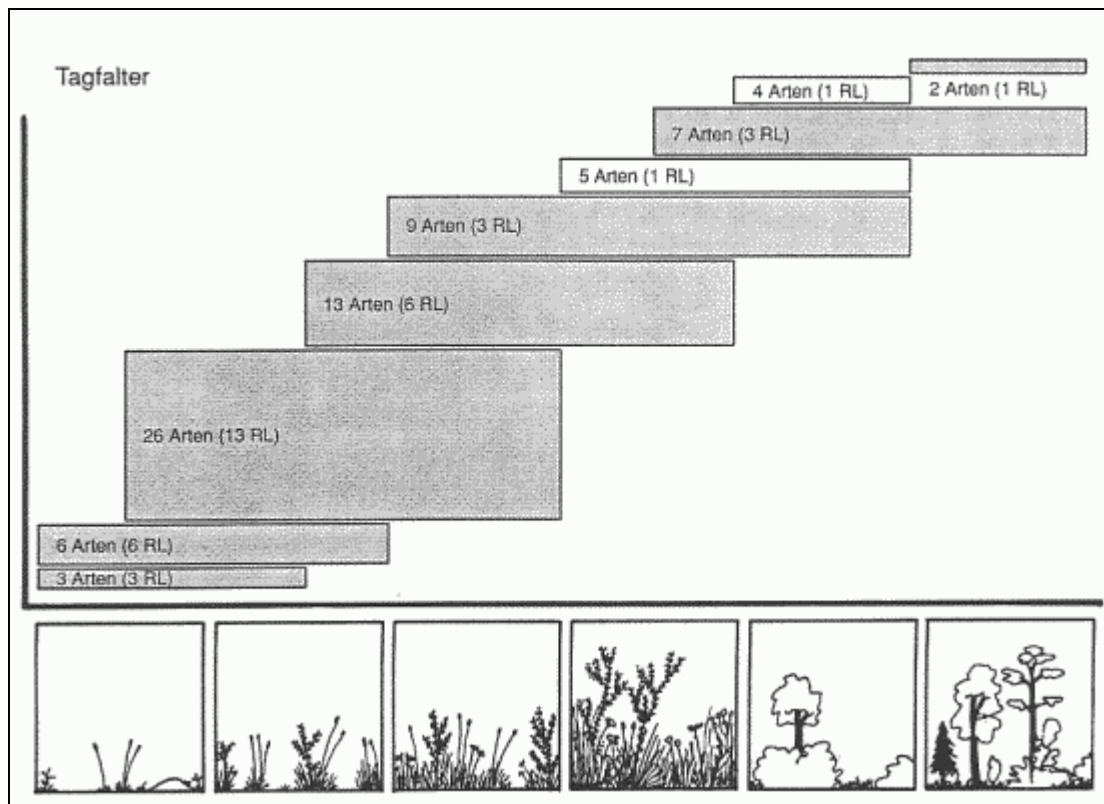 Tagfalter
4 Arten (1 RL)
2 Arten (1 RL)
7 Arten (3 RL)
5 Arten (1 RL)
9 Arten (3 RL)
13 Arten (6 RL)
26 Arten (13 RL)
6 Arten (6 RL)
3 Arten (3 RL)